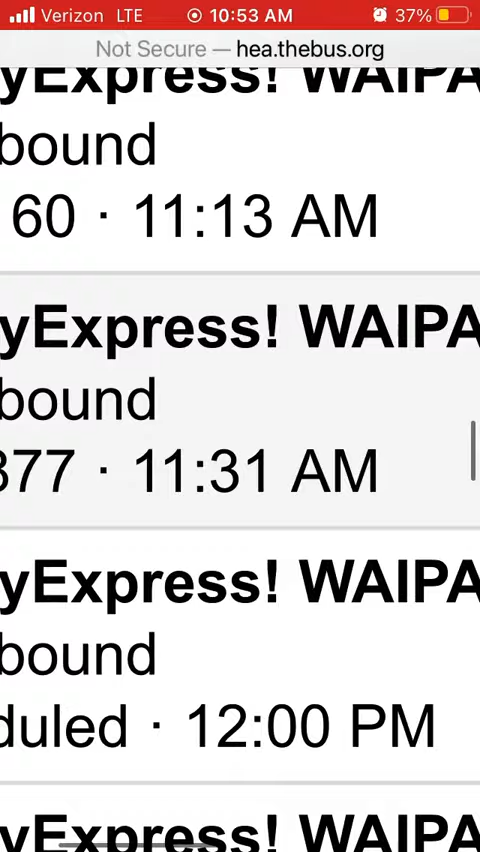 Verizon LTE 10:53 AM 37%
Not Secure — hea.thebus.org
yExpress! WAIPA
bound
60 · 11:13 AM
yExpress! WAIPA
bound
377 · 11:31 AM
yExpress! WAIPA
bound
duled · 12:00 PM
yExpress! WAIPA